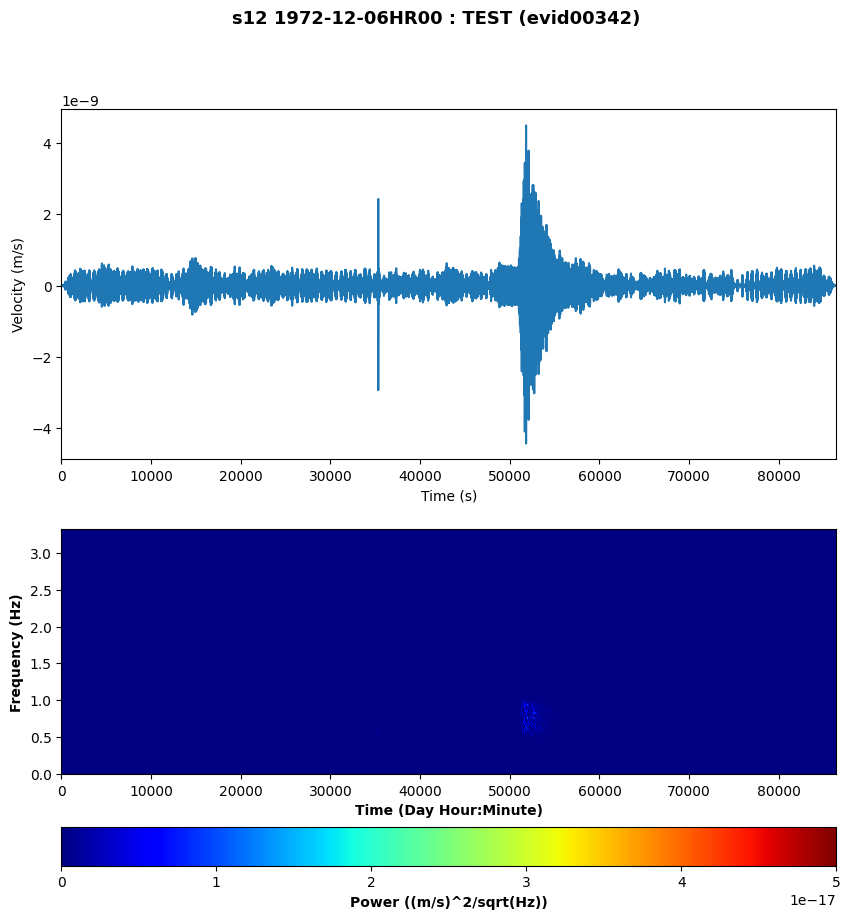 s12 1972-12-06HR00 : TEST (evid00342)
1e−9
Velocity (m/s)
4
2
0
−2
−4
0 10000 20000 30000 40000 50000 60000 70000 80000
Time (s)
Frequency (Hz)
3.0
2.5
2.0
1.5
1.0
0.5
0.0
0 10000 20000 30000 40000 50000 60000 70000 80000
Time (Day Hour:Minute)
0 1 2 3 4 5
1e−17
Power ((m/s)^2/sqrt(Hz))